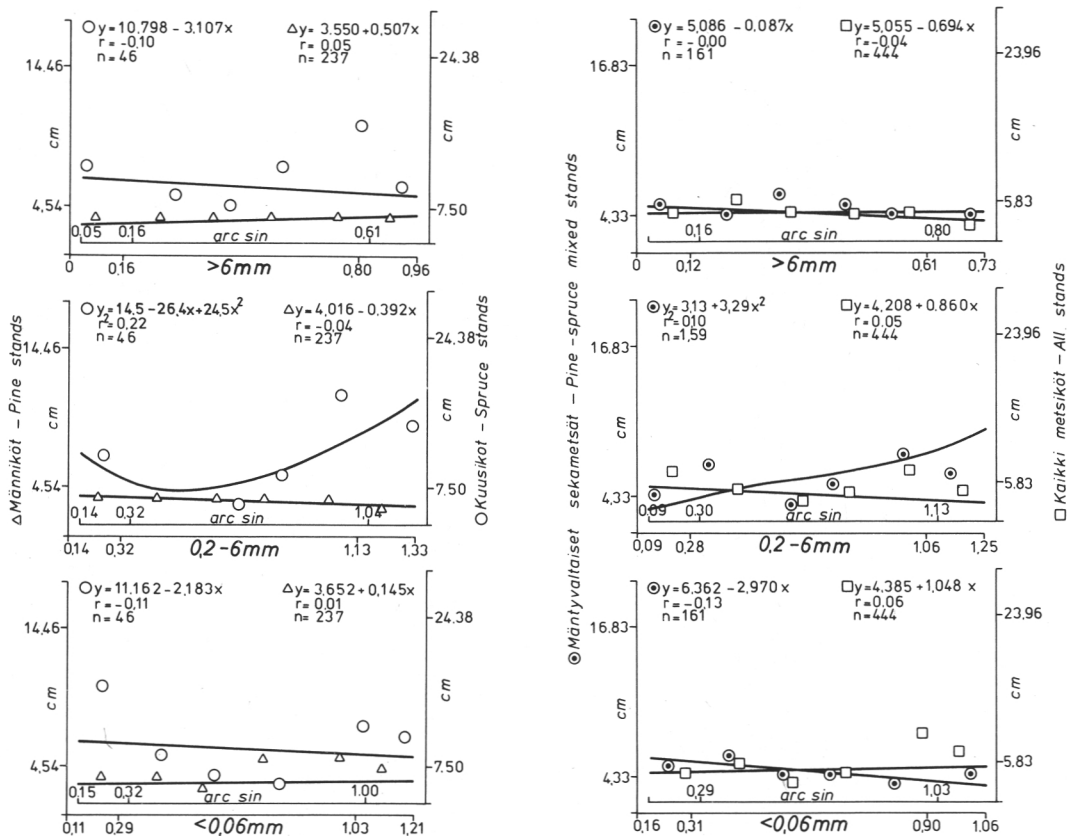 ○ y = 10.798 – 3.107x
r = –0.10
n = 46
△ y = 3.550 + 0.507x
r = 0.05
n = 237
14.46
4,54
cm
24.38
7.50
cm
0.05
0.16
arc sin
0,61
0
0,16
>6mm
0,80
0,96
⊙ y = 5,086 – 0.087x
r = –0.00
n = 161
□ y = 5,055 – 0.694x
r = –0.04
n = 444
16.83
4,33
cm
23,96
5,83
cm
0,16
arc sin
0,80
0
0,12
>6mm
0,61
0,73
○ y = 14.5 – 26,4x + 24,5x²
r² 0,22
n = 46
△ y = 4,016 – 0.392x
r = –0.04
n = 237
14,46
4.54
cm
24,38
7.50
cm
0,14
0,32
arc sin
1,04
0,14
0,32
0,2–6mm
1,13
1,33
⊙ y = 3,13 + 3,29x²
r² = 010
n = 1,59
□ y = 4,208 + 0.860x
r = 0.05
n = 444
16.83
4,33
cm
23,96
5,83
cm
0,09
0,30
arc sin
1,13
0,09
0,28
0,2–6mm
1,06
1,25
○ y = 11.162 – 2,183x
r = –0,11
n = 46
△ y = 3,652 + 0,145x
r = 0.01
n = 237
14,46
4,54
cm
24,38
7,50
cm
0,15
0,32
arc sin
1.00
0,11
0,29
<0,06mm
1,03
1,21
⊙ y = 6,362 – 2,970x
r = –0,13
n = 161
□ y = 4,385 + 1,048 x
r = 0.06
n = 444
16.83
4,33
cm
23,96
5,83
cm
0,29
arc sin
1,03
0,16
0,31
<0,06mm
0,90
1,06
△ Männiköt – Pine stands
○ Kuusikot – Spruce stands
⊙ Mäntyvaltaiset sekametsät – Pine-spruce mixed stands
□ Kaikki metsiköt – All stands